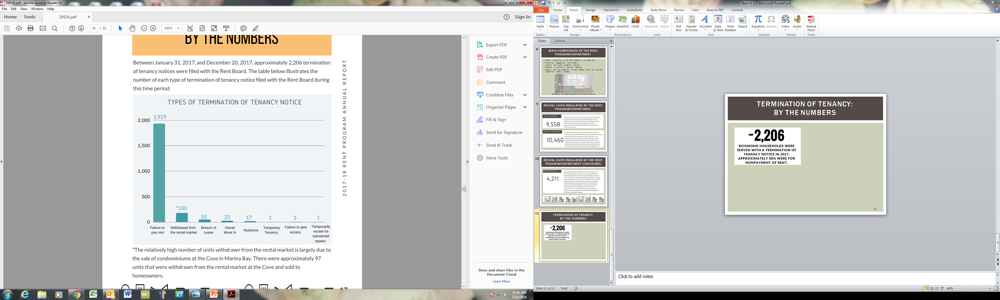 29926.pdf - Adobe Acrobat Reader DC
File Edit View Window Help
Home Tools 29926.pdf × Sign In
20 / 32 100%
BY THE NUMBERS
Between January 31, 2017, and December 20, 2017, approximately 2,206 termination
of tenancy notices were filed with the Rent Board. The table below illustrates the
number of each type of termination of tenancy notice filed with the Rent Board during
this time period:
TYPES OF TERMINATION OF TENANCY NOTICE
2,000
1,500
1,000
500
0
1,929
*180
50
25
17
1
3
1
Failure to
pay rent
Withdrawal from
the rental market
Breach of
Lease
Owner
Move In
Nuisance
Temporary
Tenancy
Failure to give
access
Temporarily
vacate for
substantial
repairs
*The relatively high number of units withdrawn from the rental market is largely due to
the sale of condominiums at the Cove in Marina Bay. There were approximately 97
units that were withdrawn from the rental market at the Cove and sold to
homeowners.
2017-18 RENT PROGRAM ANNUAL REPORT
Export PDF
Create PDF
Edit PDF
Comment
Combine Files
Organize Pages
Fill & Sign
Send for Signature
Send & Track
More Tools
Store and share files in the
Document Cloud
Learn More
Item H-1 - Microsoft PowerPoint
File Home Insert Design Transitions Animations Slide Show Review View Nuance PDF Acrobat
Table
Picture
Clip
Art
Screenshot
Photo
Album
Shapes
SmartArt
Chart
Hyperlink
Action
Text
Box
Header
& Footer
WordArt
Date
& Time
Slide
Number
Object
Equation
Symbol
Video
Audio
Embed
Flash
Tables Images Illustrations Links Text Symbols Media Flash
Slides Outline
8
MAIN COMPONENTS OF THE RENT
PROGRAM DEPARTMENT
9
RENTAL UNITS REGULATED BY THE RENT
PROGRAM DEPARTMENT
9,558
10,460
10
RENTAL UNITS REGULATED BY THE RENT
PROGRAM DEPARTMENT (CONTINUED)
4,211
11
TERMINATION OF TENANCY:
BY THE NUMBERS
~2,206
RICHMOND HOUSEHOLDS WERE
SERVED WITH A TERMINATION OF
TENANCY NOTICE IN 2017.
APPROXIMATELY 88% WERE FOR
NONPAYMENT OF RENT.
TERMINATION OF TENANCY:
BY THE NUMBERS
~2,206
RICHMOND HOUSEHOLDS WERE
SERVED WITH A TERMINATION OF
TENANCY NOTICE IN 2017.
APPROXIMATELY 88% WERE FOR
NONPAYMENT OF RENT.
11
Click to add notes
Slide 11 of 11 "Grid" 60%
10:46 AM
5/16/2018